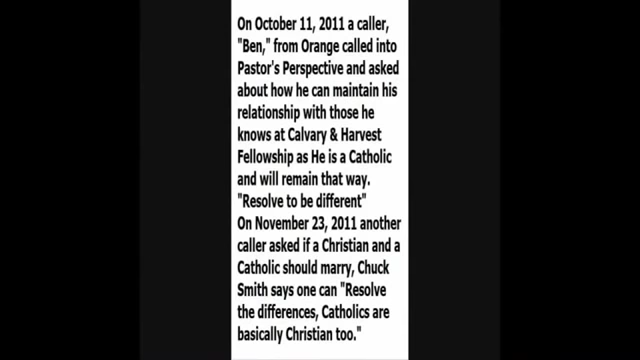 On October 11, 2011 a caller,
"Ben," from Orange called into
Pastor's Perspective and asked
about how he can maintain his
relationship with those he
knows at Calvary & Harvest
Fellowship as He is a Catholic
and will remain that way.
"Resolve to be different"
On November 23, 2011 another
caller asked if a Christian and a
Catholic should marry, Chuck
Smith says one can "Resolve
the differences, Catholics are
basically Christian too."